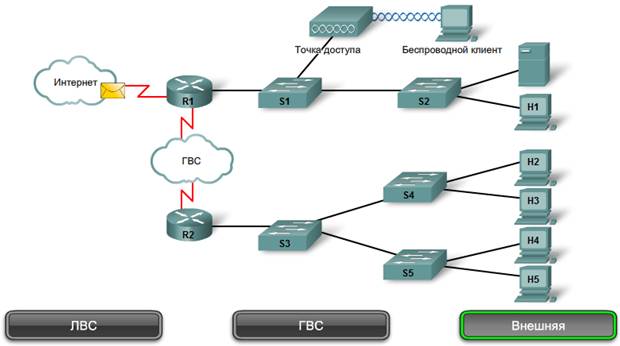 Точка доступа
Беспроводной клиент
Интернет
R1
S1
S2
H1
ГВС
H2
S4
H3
R2
S3
H4
S5
H5
ЛВС
ГВС
Внешняя